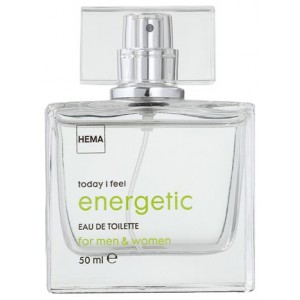 HEMA
today I feel
energetic
EAU DE TOILETTE
for men & women
50 ml ℮